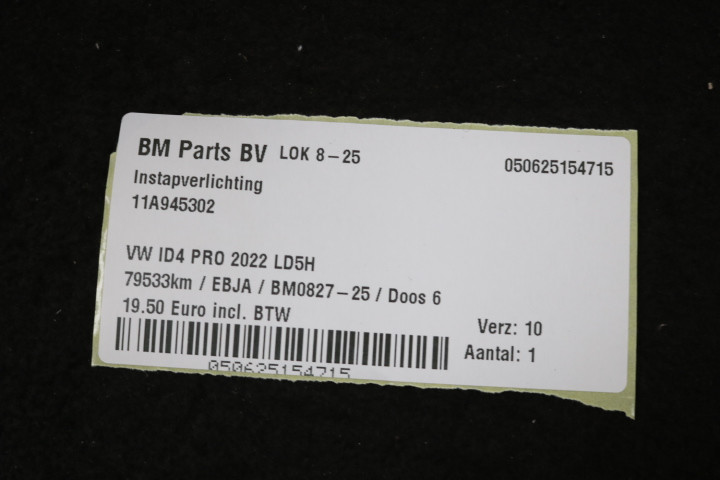 BM Parts BV LOK 8-25 050625154715
Instapverlichting
11A945302
VW ID4 PRO 2022 LD5H
79533km / EBJA / BM0827-25 / Doos 6
19.50 Euro incl. BTW
Verz: 10
Aantal: 1
050625154715